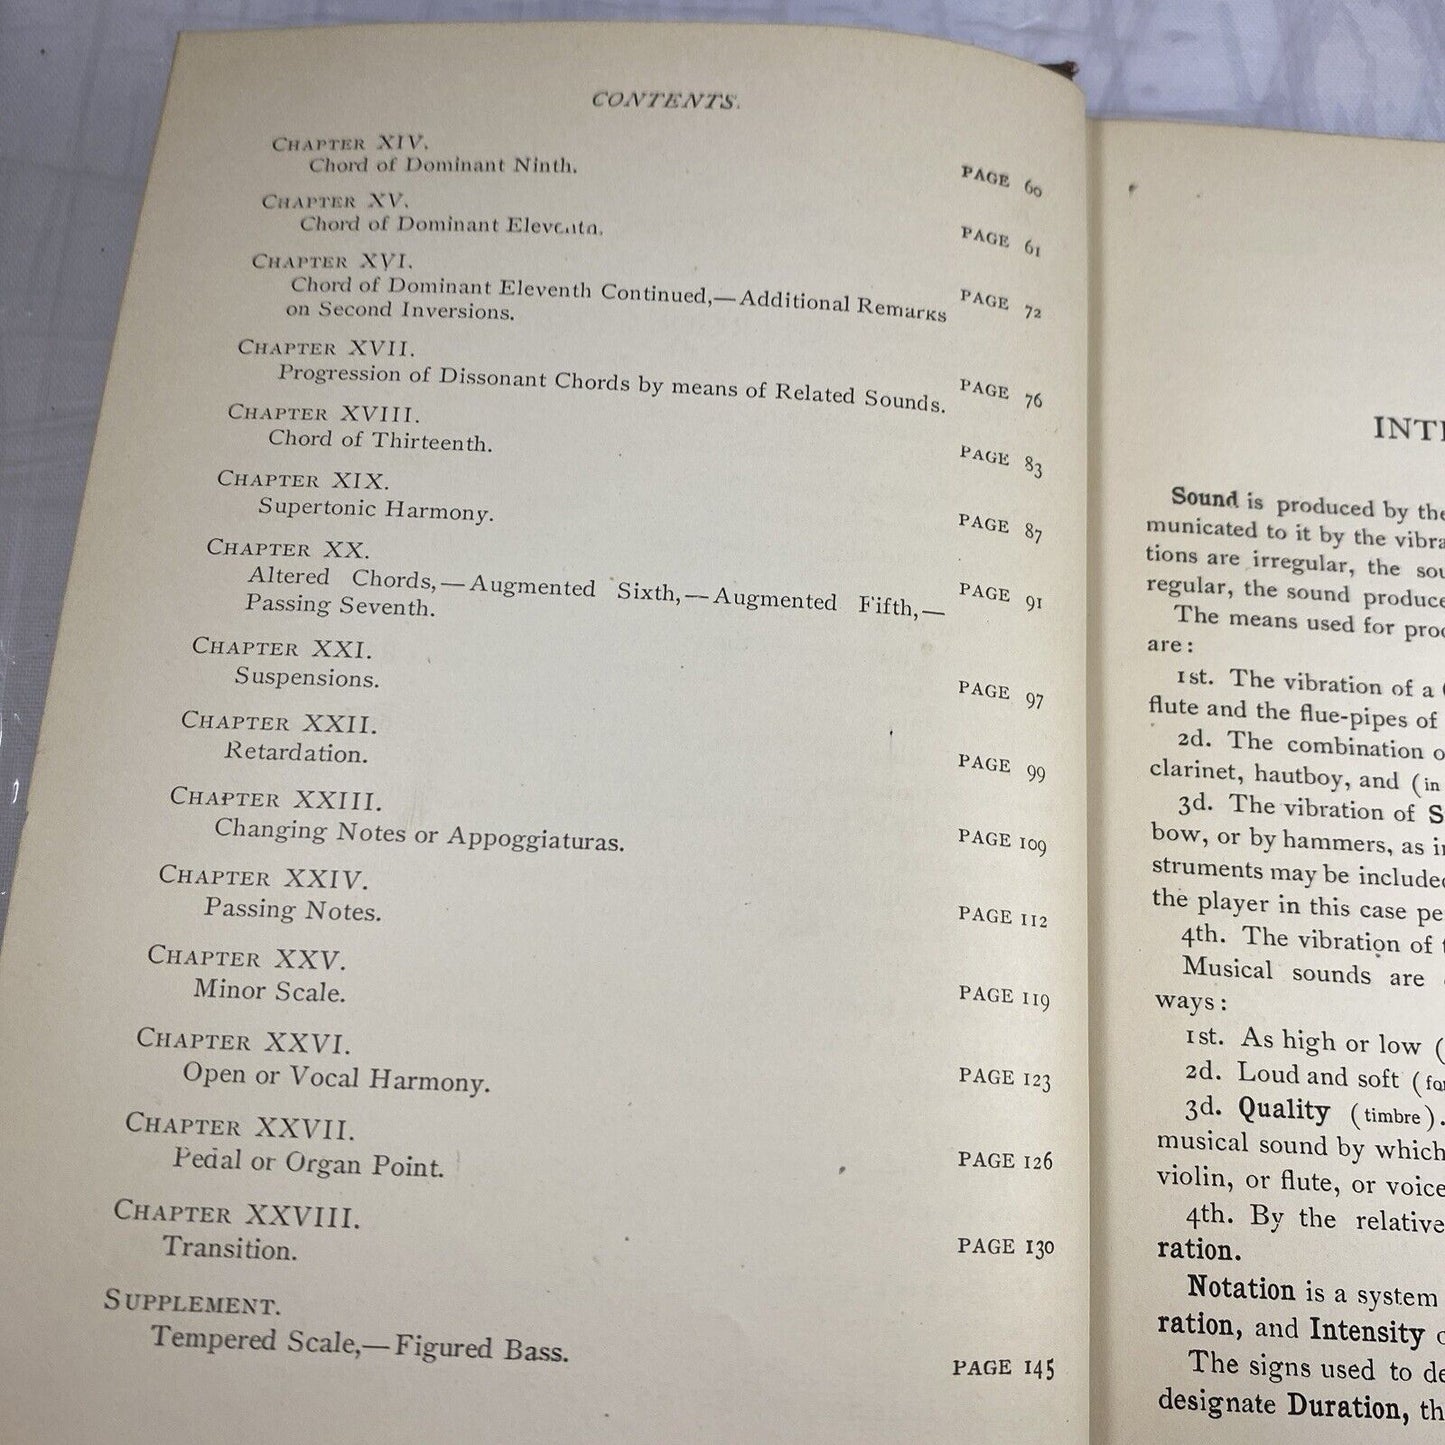 CONTENTS.
CHAPTER XIV.
Chord of Dominant Ninth.
PAGE 60
CHAPTER XV.
Chord of Dominant Eleventh.
PAGE 61
CHAPTER XVI.
Chord of Dominant Eleventh Continued,—Additional Remarks
on Second Inversions.
PAGE 72
CHAPTER XVII.
Progression of Dissonant Chords by means of Related Sounds.
PAGE 76
CHAPTER XVIII.
Chord of Thirteenth.
PAGE 83
CHAPTER XIX.
Supertonic Harmony.
PAGE 87
CHAPTER XX.
Altered Chords,—Augmented Sixth,—Augmented Fifth,—
Passing Seventh.
PAGE 91
CHAPTER XXI.
Suspensions.
PAGE 97
CHAPTER XXII.
Retardation.
PAGE 99
CHAPTER XXIII.
Changing Notes or Appoggiaturas.
PAGE 109
CHAPTER XXIV.
Passing Notes.
PAGE 112
CHAPTER XXV.
Minor Scale.
PAGE 119
CHAPTER XXVI.
Open or Vocal Harmony.
PAGE 123
CHAPTER XXVII.
Pedal or Organ Point.
PAGE 126
CHAPTER XXVIII.
Transition.
PAGE 130
SUPPLEMENT.
Tempered Scale,—Figured Bass.
PAGE 145
Sound is produced by the
municated to it by the
tions are irregular, the
regular, the sound
The means used for
are:
1st. The vibration of a
flute and the flue-pipes of
2d. The combination
clarinet, hautboy, and (in
3d. The vibration of
bow, or by hammers, as
struments may be
the player in this case
4th. The vibration of
Musical sounds are
ways:
1st. As high or low (
2d. Loud and soft (
3d. Quality (timbre).
musical sound by which
violin, or flute, or voice
4th. By the relative
ration.
Notation is a system
ration, and Intensity
The signs used to
designate Duration,